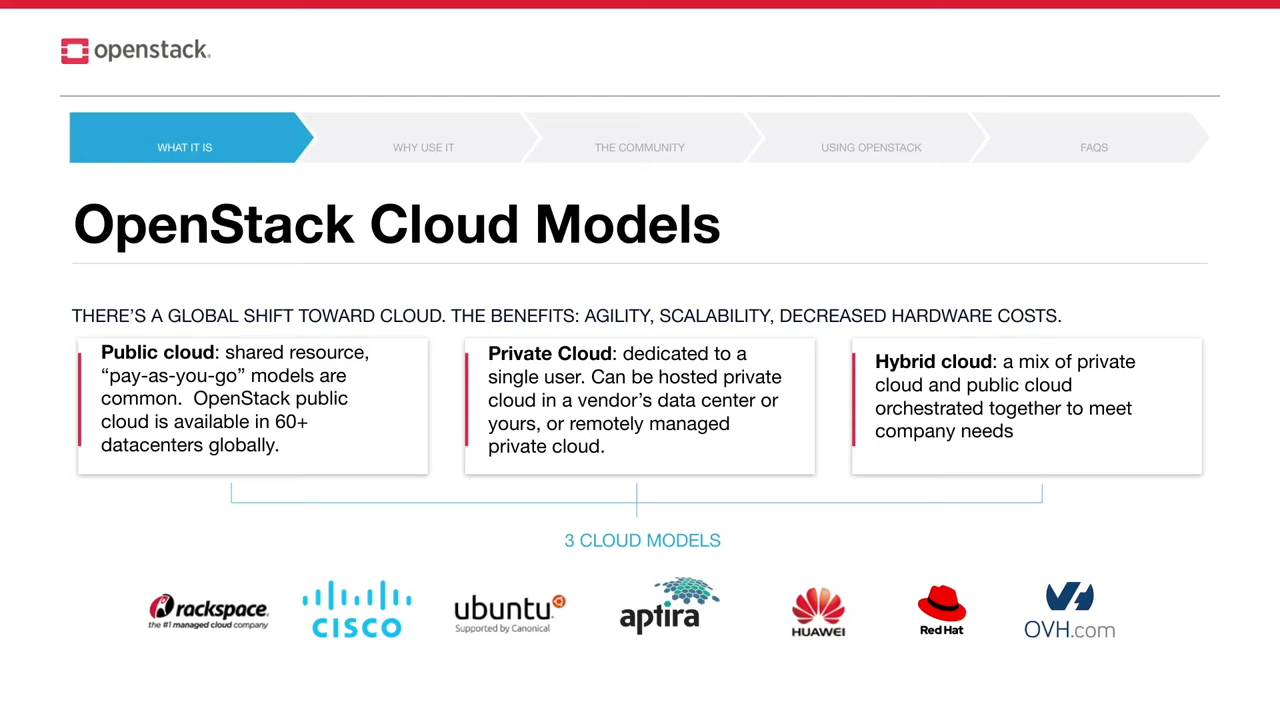 openstack.
WHAT IT IS
WHY USE IT
THE COMMUNITY
USING OPENSTACK
FAQS
OpenStack Cloud Models
THERE’S A GLOBAL SHIFT TOWARD CLOUD. THE BENEFITS: AGILITY, SCALABILITY, DECREASED HARDWARE COSTS.
Public cloud: shared resource,
“pay-as-you-go” models are
common.  OpenStack public
cloud is available in 60+
datacenters globally.
Private Cloud: dedicated to a
single user. Can be hosted private
cloud in a vendor’s data center or
yours, or remotely managed
private cloud.
Hybrid cloud: a mix of private
cloud and public cloud
orchestrated together to meet
company needs
3 CLOUD MODELS
rackspace.
the #1 managed cloud company
CISCO
ubuntu
Supported by Canonical
aptira
HUAWEI
Red Hat
OVH.com